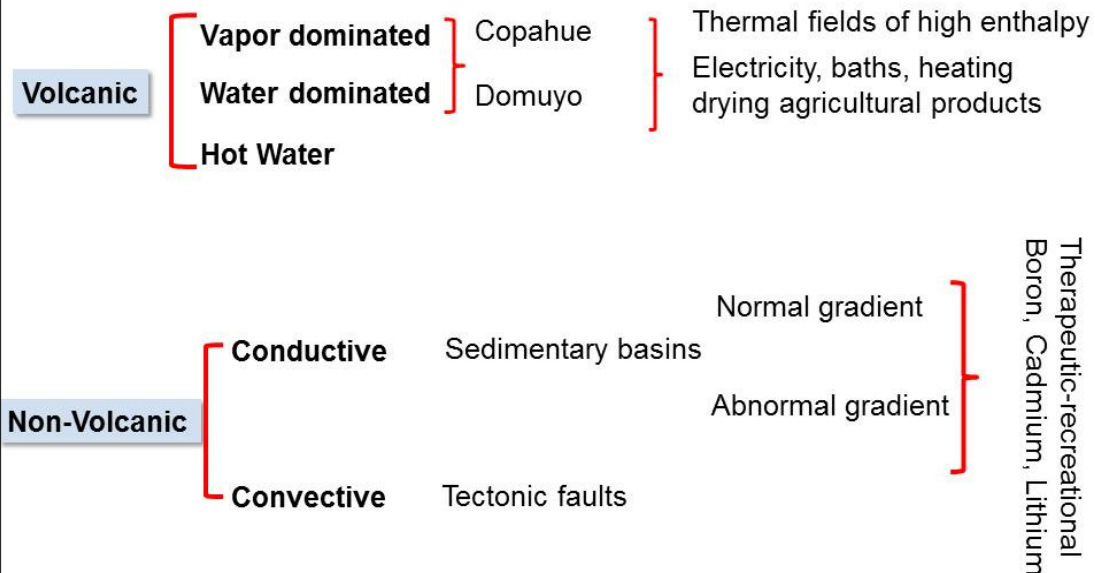 Volcanic
Vapor dominated
Water dominated
Hot Water
Copahue
Domuyo
Thermal fields of high enthalpy
Electricity, baths, heating
drying agricultural products
Non-Volcanic
Conductive
Sedimentary basins
Normal gradient
Abnormal gradient
Convective
Tectonic faults
Therapeutic-recreational
Boron, Cadmium, Lithium